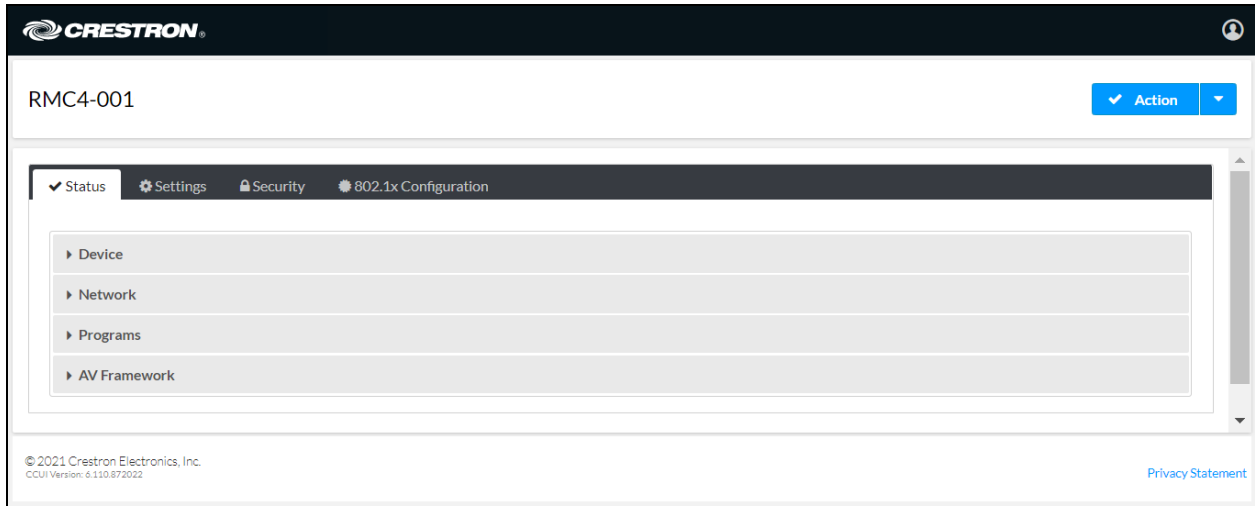 CRESTRON®
RMC4-001
Action
Status Settings Security 802.1x Configuration
Device
Network
Programs
AV Framework
© 2021 Crestron Electronics, Inc.
CCUI Version: 6.110.872022
Privacy Statement